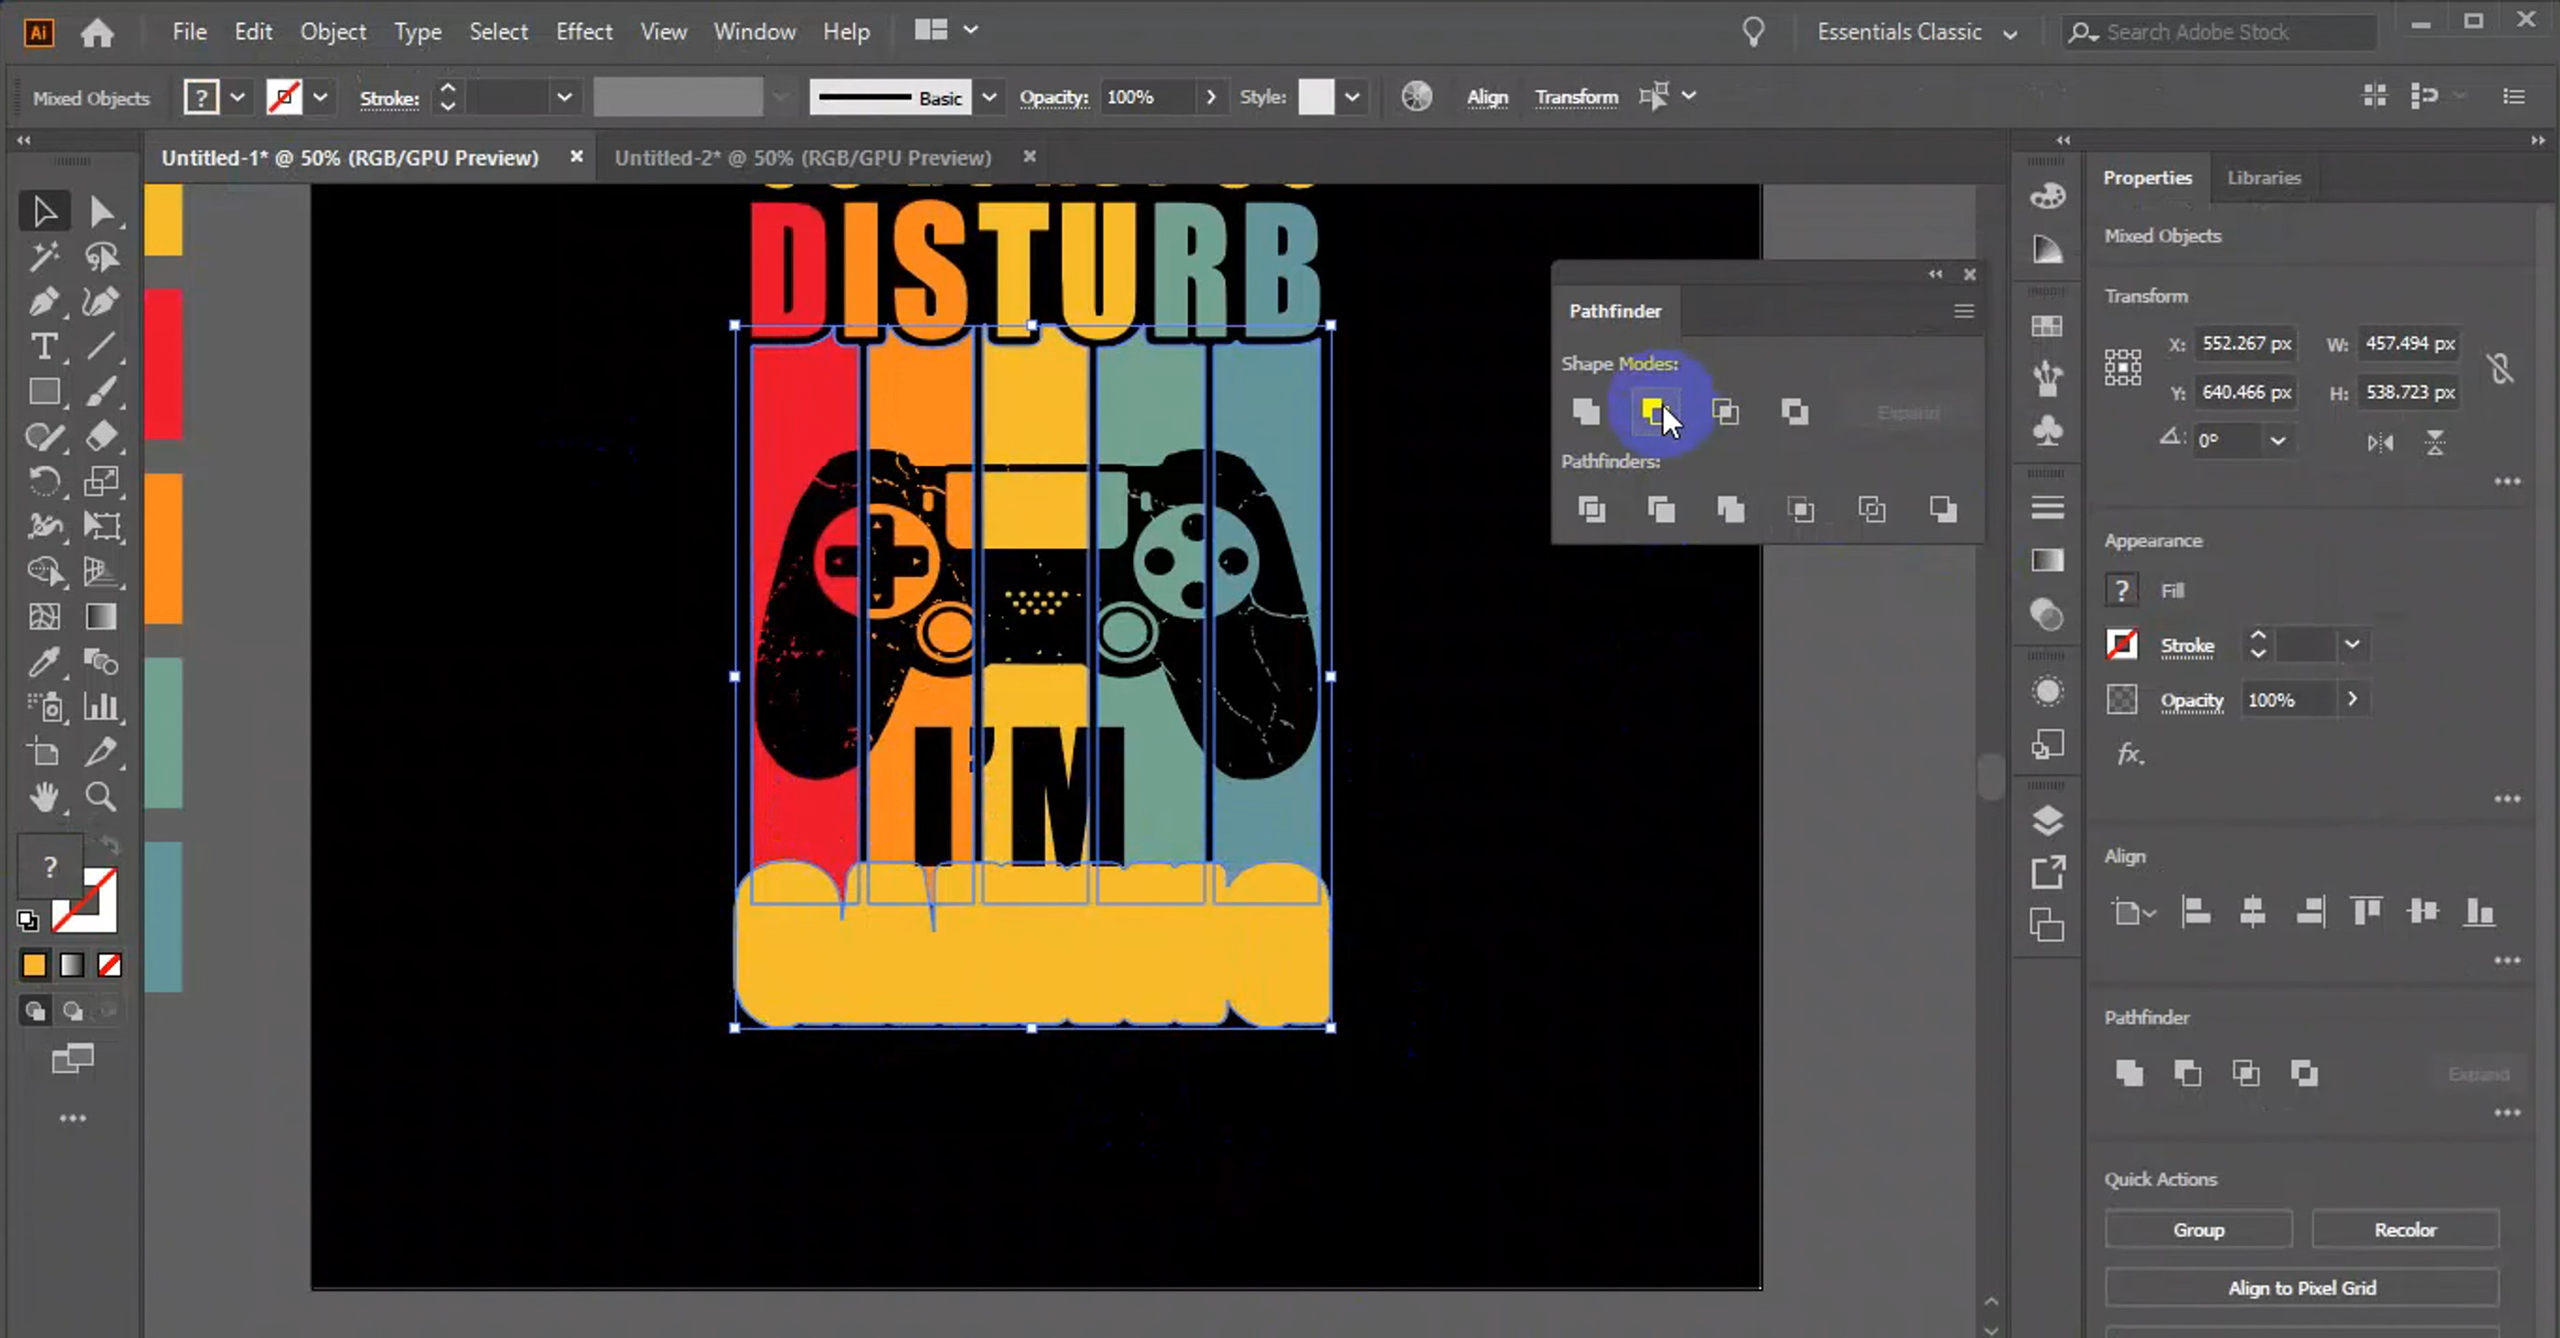 Ai File Edit Object Type Select Effect View Window Help Essentials Classic Search Adobe Stock
Mixed Objects ? Stroke: Basic Opacity: 100% Style: Align Transform
Untitled-1* @ 50% (RGB/GPU Preview) × Untitled-2* @ 50% (RGB/GPU Preview) ×
Properties Libraries
Mixed Objects
Transform
X: 552.267 px W: 457.494 px
Y: 640.466 px H: 538.723 px
0°
Appearance
? Fill
Stroke
Opacity 100%
fx.
Align
Pathfinder
Expand
Quick Actions
Group Recolor
Align to Pixel Grid
Pathfinder
Shape Modes:
Expand
Pathfinders:
DISTURB
I'M
?